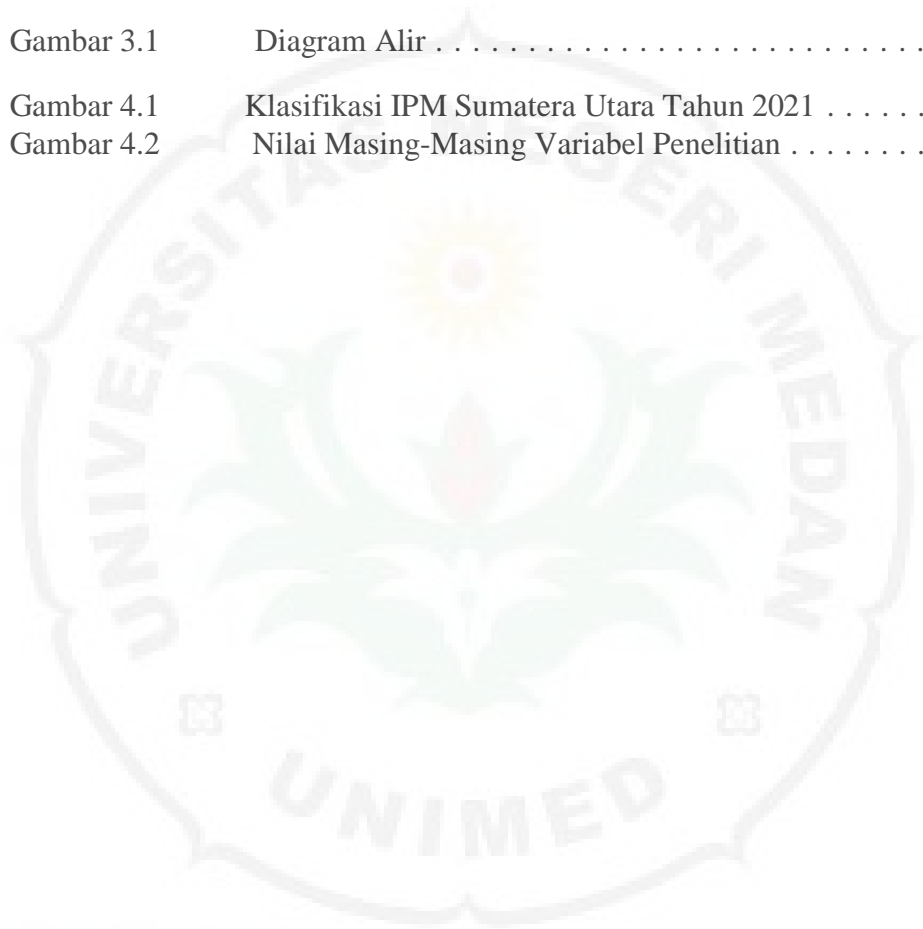 Gambar 3.1 Diagram Alir . . . . . . . . . . . . . . . . . . . . . . . . . . .
Gambar 4.1 Klasifikasi IPM Sumatera Utara Tahun 2021 . . . . . .
Gambar 4.2 Nilai Masing-Masing Variabel Penelitian . . . . . . . .
UNIVERSITAS NEGERI MEDAN
UNIMED